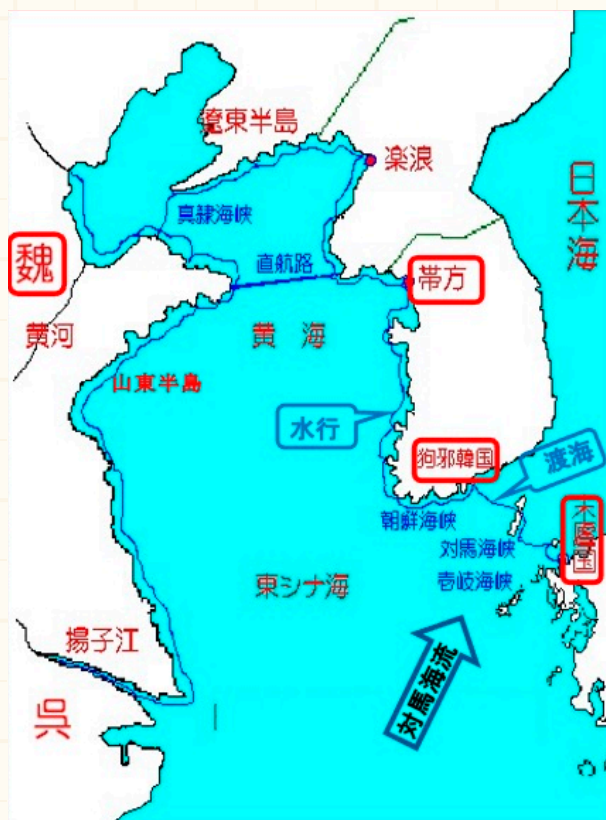 遼東半島
楽浪
日本海
真隷海峡
魏
直航路
帯方
黄河
黄海
山東半島
水行
狗邪韓国
渡海
朝鮮海峡
対馬海峡
壱岐海峡
東シナ海
対馬海流
揚子江
呉